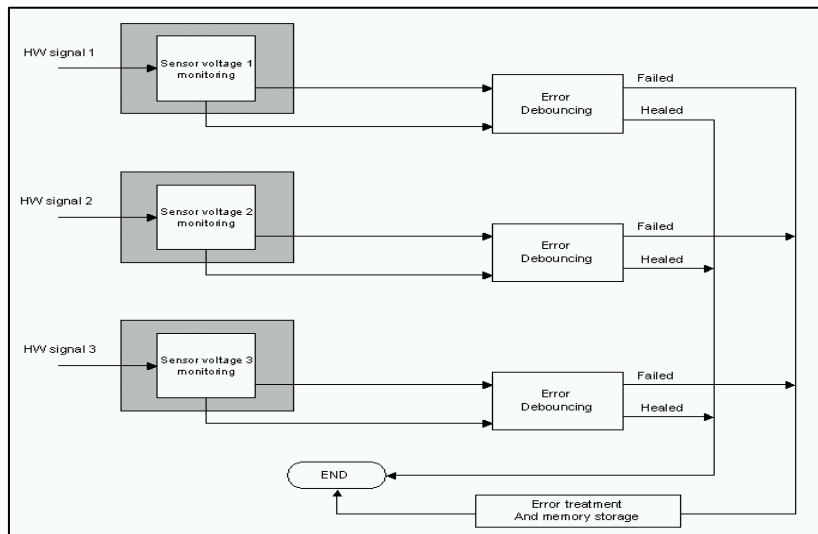 HW signal 1
Sensor voltage 1
monitoring
Error
Debouncing
Failed
Healed
HW signal 2
Sensor voltage 2
monitoring
Error
Debouncing
Failed
Healed
HW signal 3
Sensor voltage 3
monitoring
Error
Debouncing
Failed
Healed
END
Error treatment
And memory storage